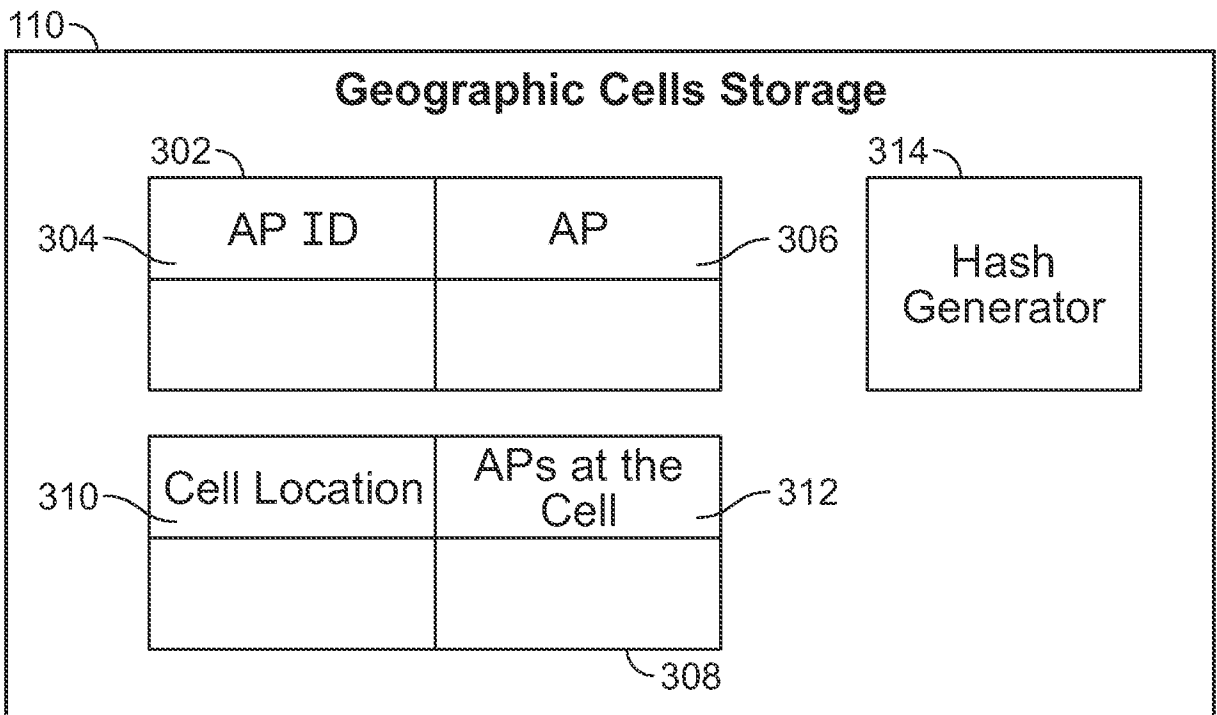 110
Geographic Cells Storage
302
314
304
AP ID
AP
306
Hash
Generator
310
Cell Location
APs at the
Cell
312
308